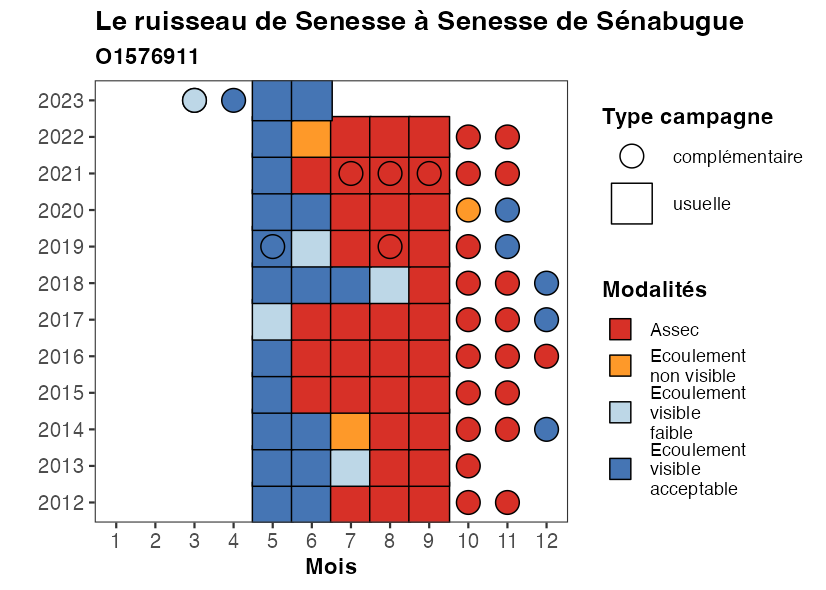 Le ruisseau de Senesse à Senesse de Sénabugue
O1576911
2023
2022
2021
2020
2019
2018
2017
2016
2015
2014
2013
2012
1 2 3 4 5 6 7 8 9 10 11 12
Mois
Type campagne
complémentaire
usuelle
Modalités
Assec
Ecoulement
non visible
Ecoulement
visible
faible
Ecoulement
visible
acceptable